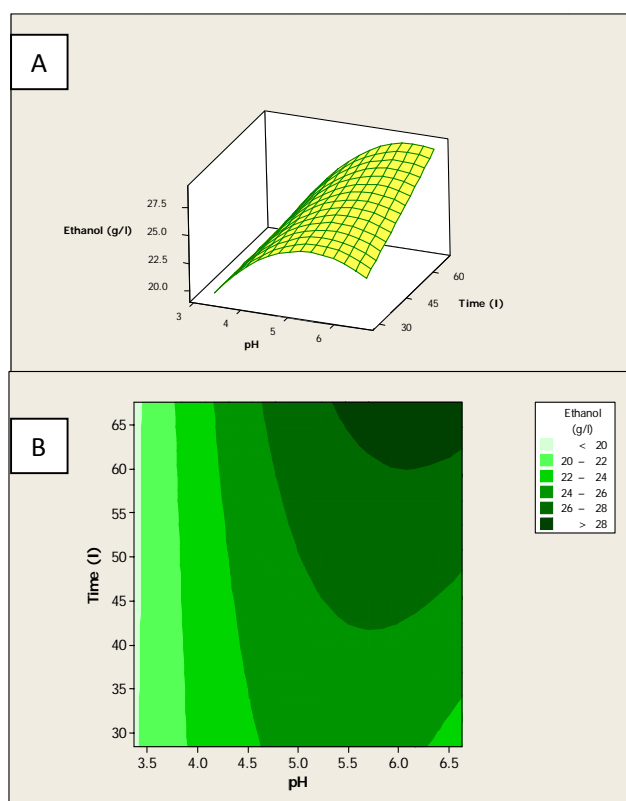 A
27.5
Ethanol (g/l)
25.0
22.5
20.0
60
45
Time (I)
30
3
4
5
6
pH
B
65
60
55
50
45
40
35
30
Time (I)
3.5 4.0 4.5 5.0 5.5 6.0 6.5
pH
Ethanol
(g/l)
< 20
20 – 22
22 – 24
24 – 26
26 – 28
> 28